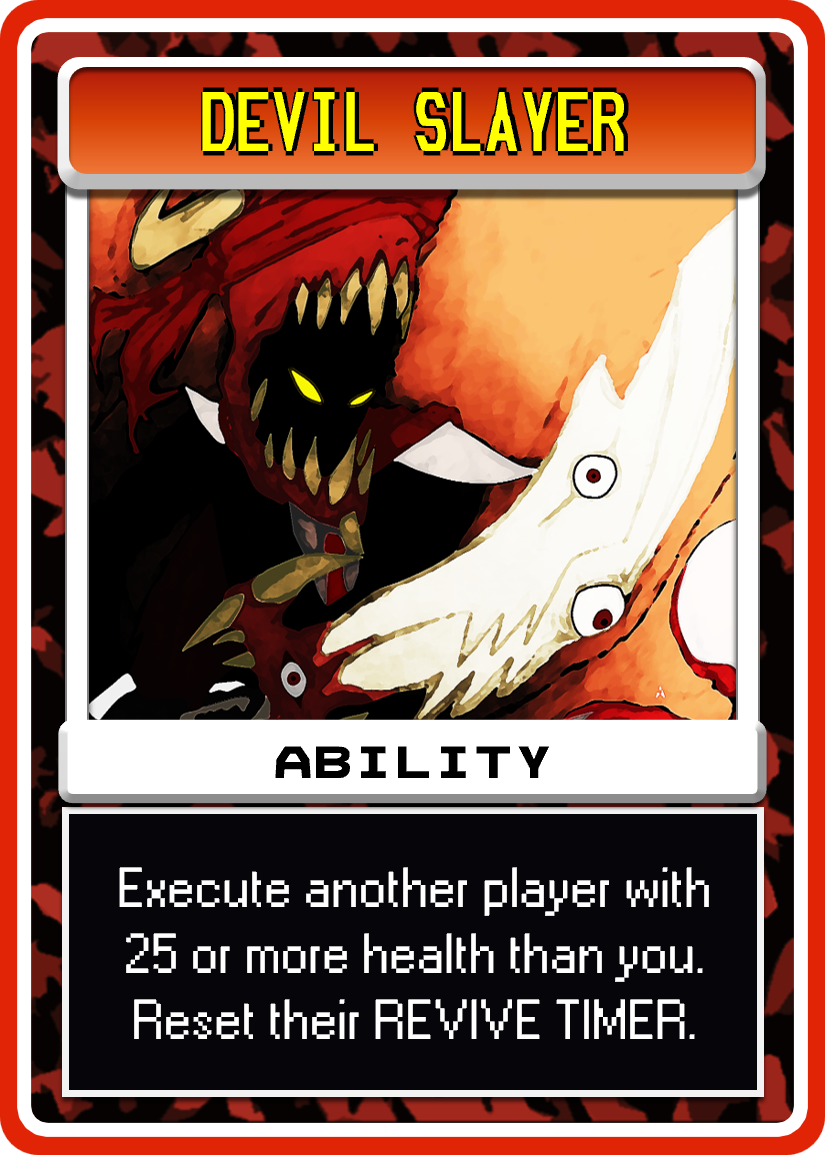 DEVIL SLAYER
ABILITY
Execute another player with
25 or more health than you.
Reset their REVIVE TIMER.